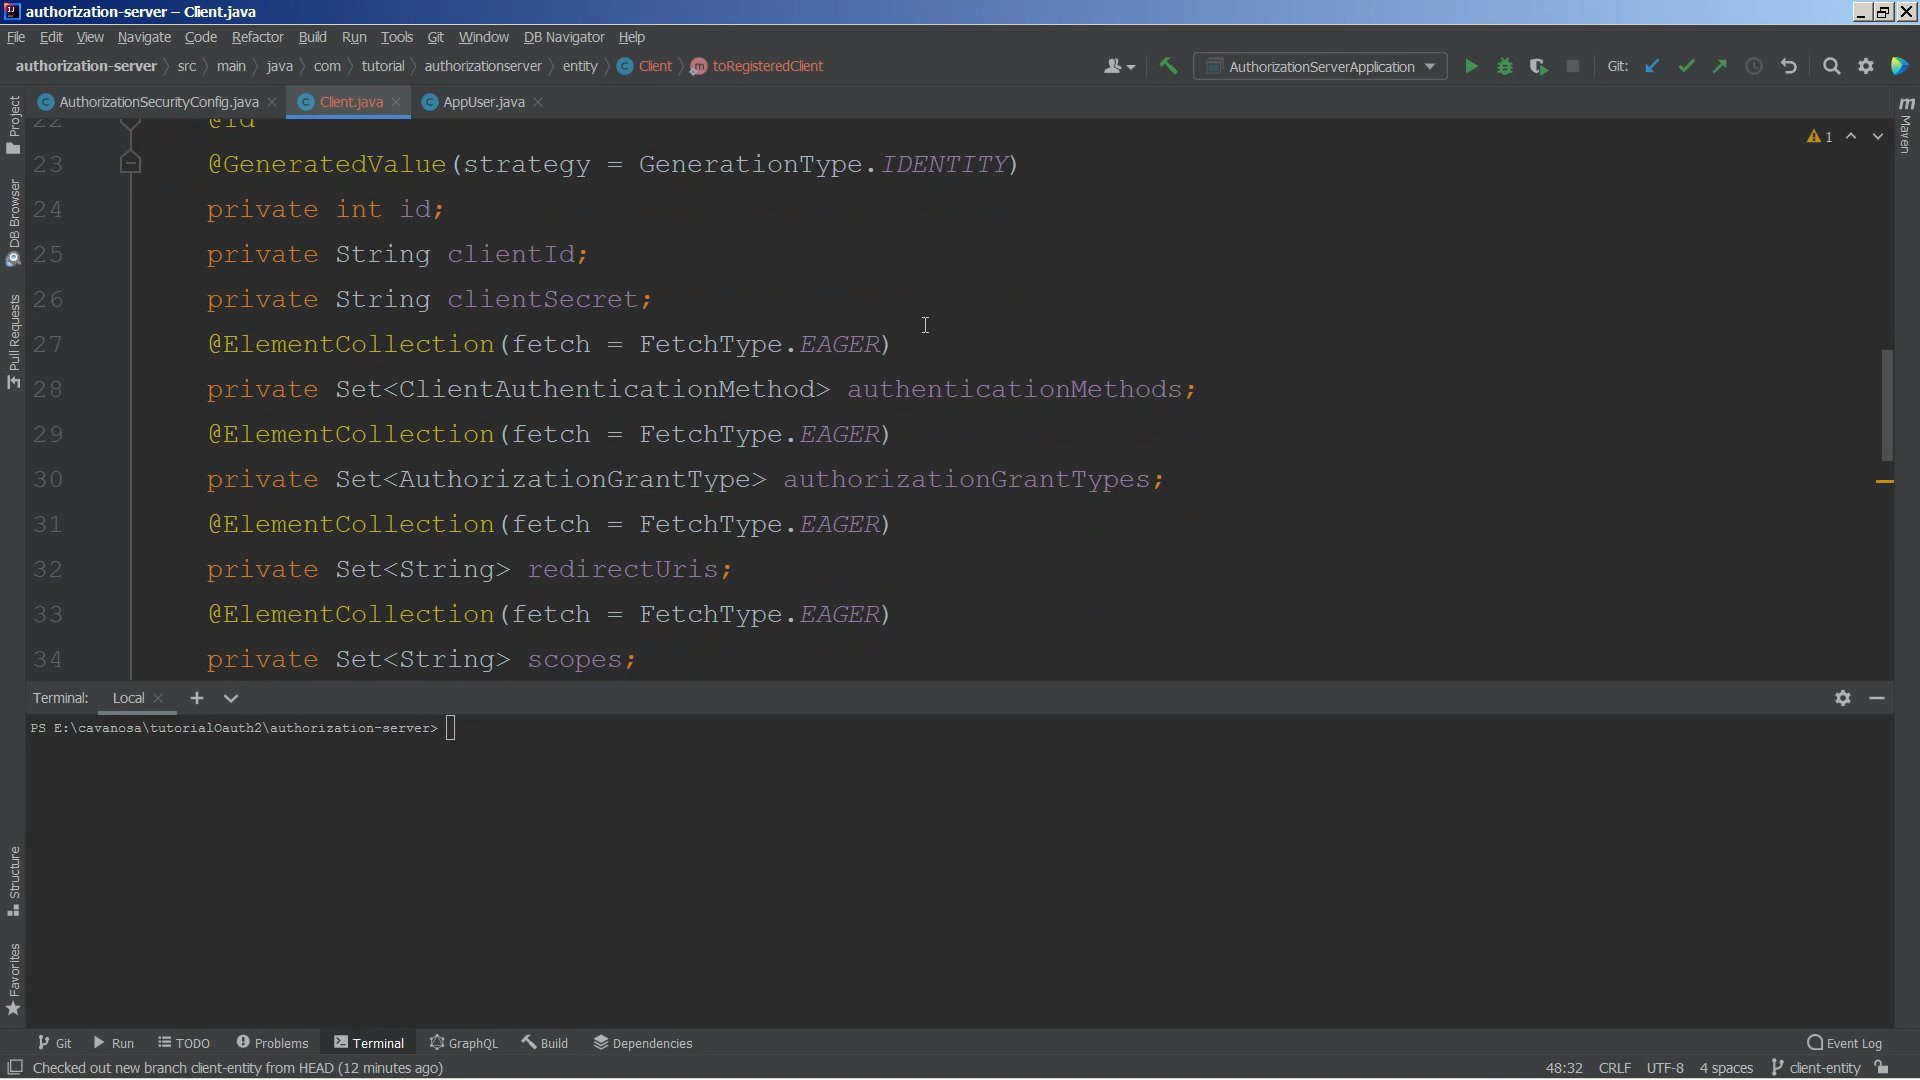 authorization-server – Client.java
File Edit View Navigate Code Refactor Build Run Tools Git Window DB Navigator Help
authorization-server src main java com tutorial authorizationserver entity Client toRegisteredClient AuthorizationServerApplication Git:
AuthorizationSecurityConfig.java Client.java AppUser.java
22 @Id
23 @GeneratedValue(strategy = GenerationType.IDENTITY)
24 private int id;
25 private String clientId;
26 private String clientSecret;
27 @ElementCollection(fetch = FetchType.EAGER)
28 private Set<ClientAuthenticationMethod> authenticationMethods;
29 @ElementCollection(fetch = FetchType.EAGER)
30 private Set<AuthorizationGrantType> authorizationGrantTypes;
31 @ElementCollection(fetch = FetchType.EAGER)
32 private Set<String> redirectUris;
33 @ElementCollection(fetch = FetchType.EAGER)
34 private Set<String> scopes;
1
Project
DB Browser
Pull Requests
Structure
Favorites
m Maven
Terminal: Local
PS E:\cavanosa\tutorialOauth2\authorization-server>
Git Run TODO Problems Terminal GraphQL Build Dependencies Event Log
Checked out new branch client-entity from HEAD (12 minutes ago) 48:32 CRLF UTF-8 4 spaces client-entity